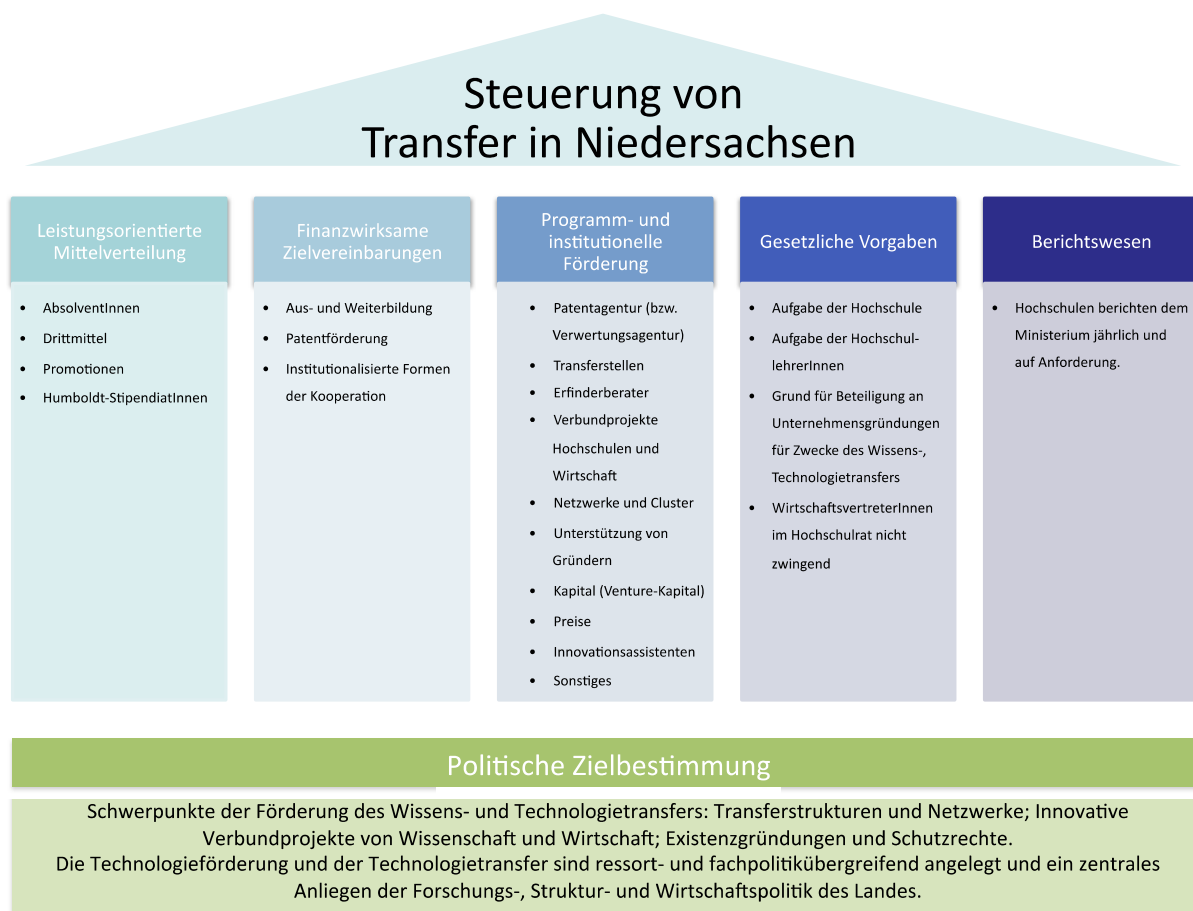 Steuerung von
Transfer in Niedersachsen
Leistungsorientierte
Mittelverteilung
• AbsolventInnen
• Drittmittel
• Promotionen
• Humboldt-StipendiatInnen
Finanzwirksame
Zielvereinbarungen
• Aus- und Weiterbildung
• Patentförderung
• Institutionalisierte Formen
der Kooperation
Programm- und
institutionelle
Förderung
• Patentagentur (bzw.
Verwertungsagentur)
• Transferstellen
• Erfinderberater
• Verbundprojekte
Hochschulen und
Wirtschaft
• Netzwerke und Cluster
• Unterstützung von
Gründern
• Kapital (Venture-Kapital)
• Preise
• Innovationsassistenten
• Sonstiges
Gesetzliche Vorgaben
• Aufgabe der Hochschule
• Aufgabe der Hochschul-
lehrerInnen
• Grund für Beteiligung an
Unternehmensgründungen
für Zwecke des Wissens-,
Technologietransfers
• WirtschaftsvertreterInnen
im Hochschulrat nicht
zwingend
Berichtswesen
• Hochschulen berichten dem
Ministerium jährlich und
auf Anforderung.
Politische Zielbestimmung
Schwerpunkte der Förderung des Wissens- und Technologietransfers: Transferstrukturen und Netzwerke; Innovative
Verbundprojekte von Wissenschaft und Wirtschaft; Existenzgründungen und Schutzrechte.
Die Technologieförderung und der Technologietransfer sind ressort- und fachpolitikübergreifend angelegt und ein zentrales
Anliegen der Forschungs-, Struktur- und Wirtschaftspolitik des Landes.